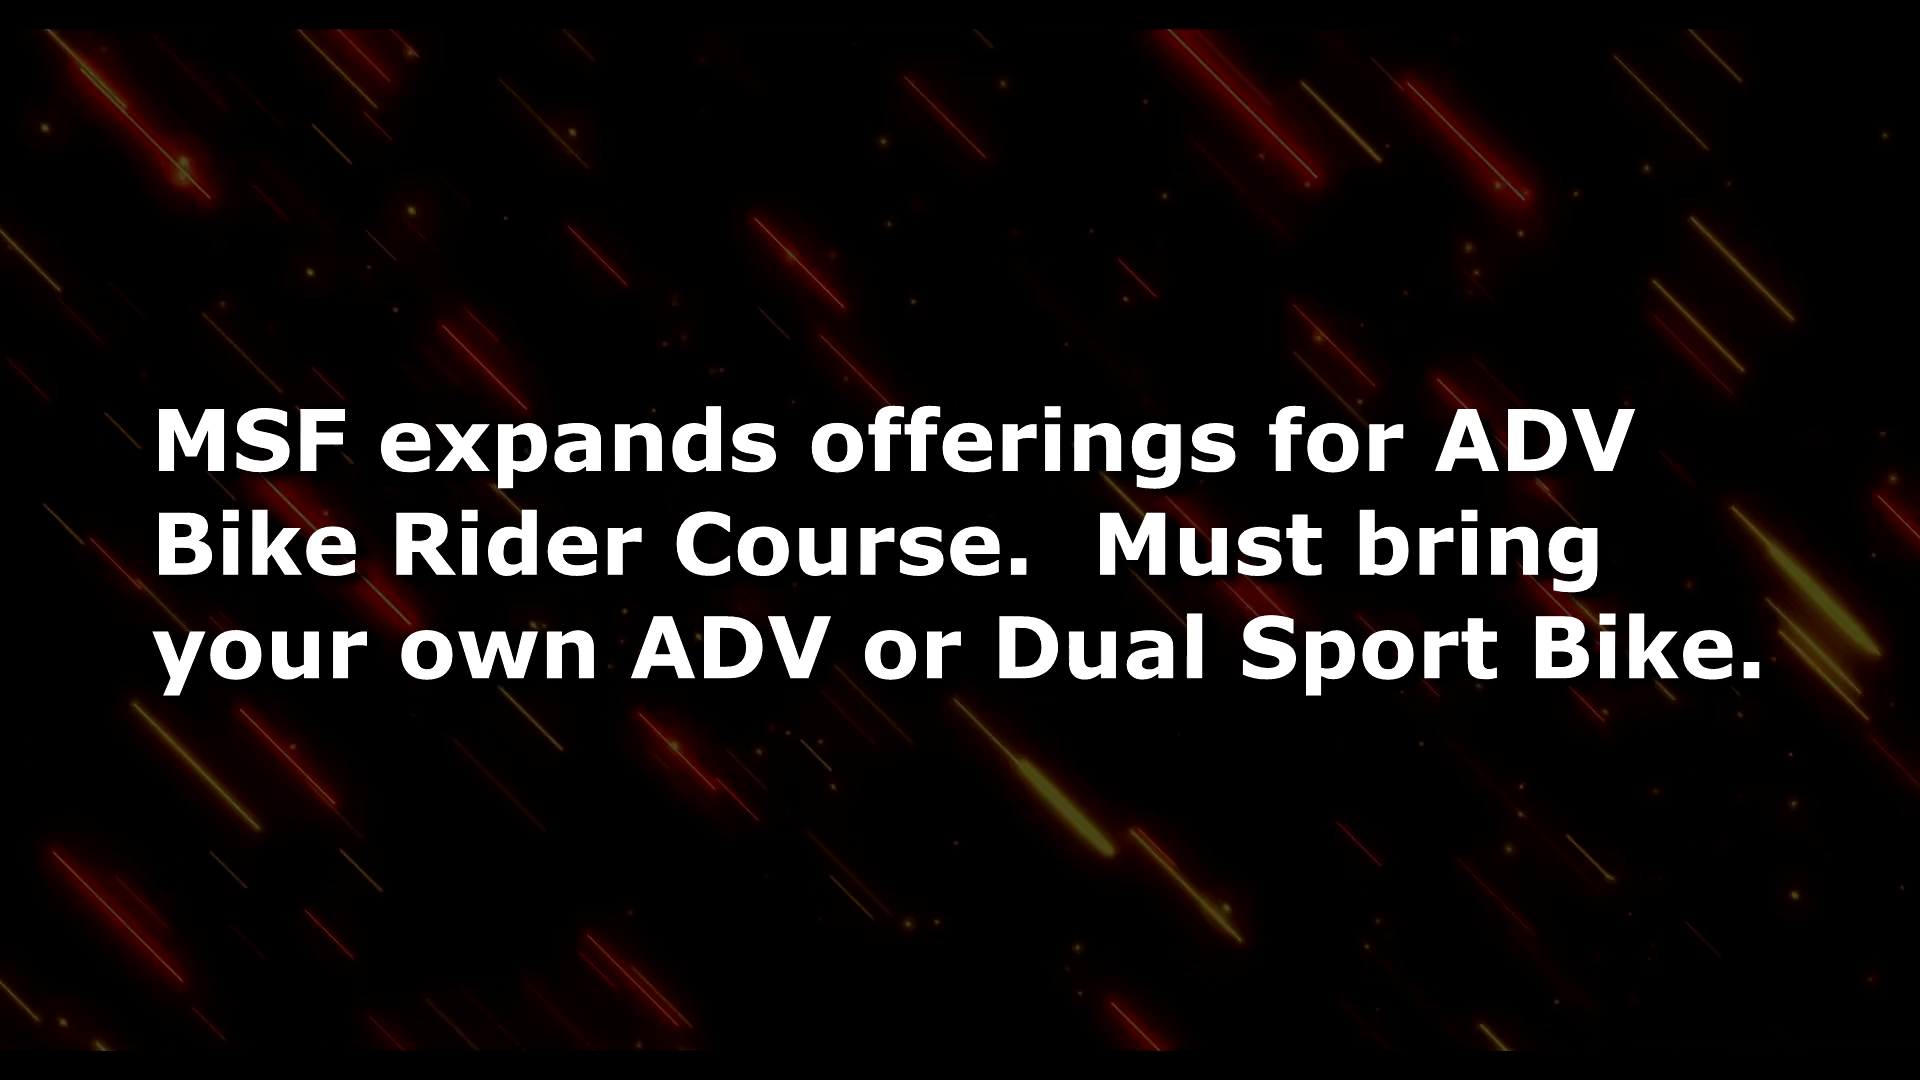 MSF expands offerings for ADV
Bike Rider Course.  Must bring
your own ADV or Dual Sport Bike.